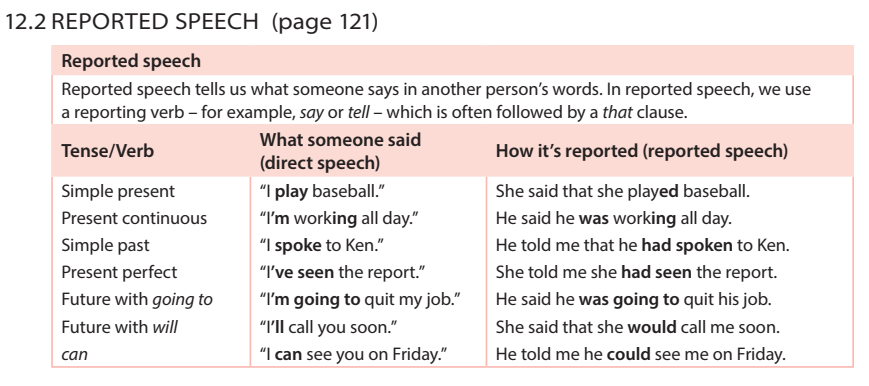 12.2 REPORTED SPEECH (page 121)
Reported speech
Reported speech tells us what someone says in another person’s words. In reported speech, we use
a reporting verb – for example, say or tell – which is often followed by a that clause.
Tense/Verb What someone said (direct speech) How it’s reported (reported speech)
Simple present “I play baseball.” She said that she played baseball.
Present continuous “I’m working all day.” He said he was working all day.
Simple past “I spoke to Ken.” He told me that he had spoken to Ken.
Present perfect “I’ve seen the report.” She told me she had seen the report.
Future with going to “I’m going to quit my job.” He said he was going to quit his job.
Future with will “I’ll call you soon.” She said that she would call me soon.
can “I can see you on Friday.” He told me he could see me on Friday.